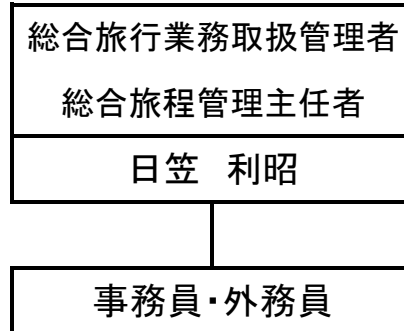 総合旅行業務取扱管理者
総合旅程管理主任者
日笠　利昭
事務員・外務員